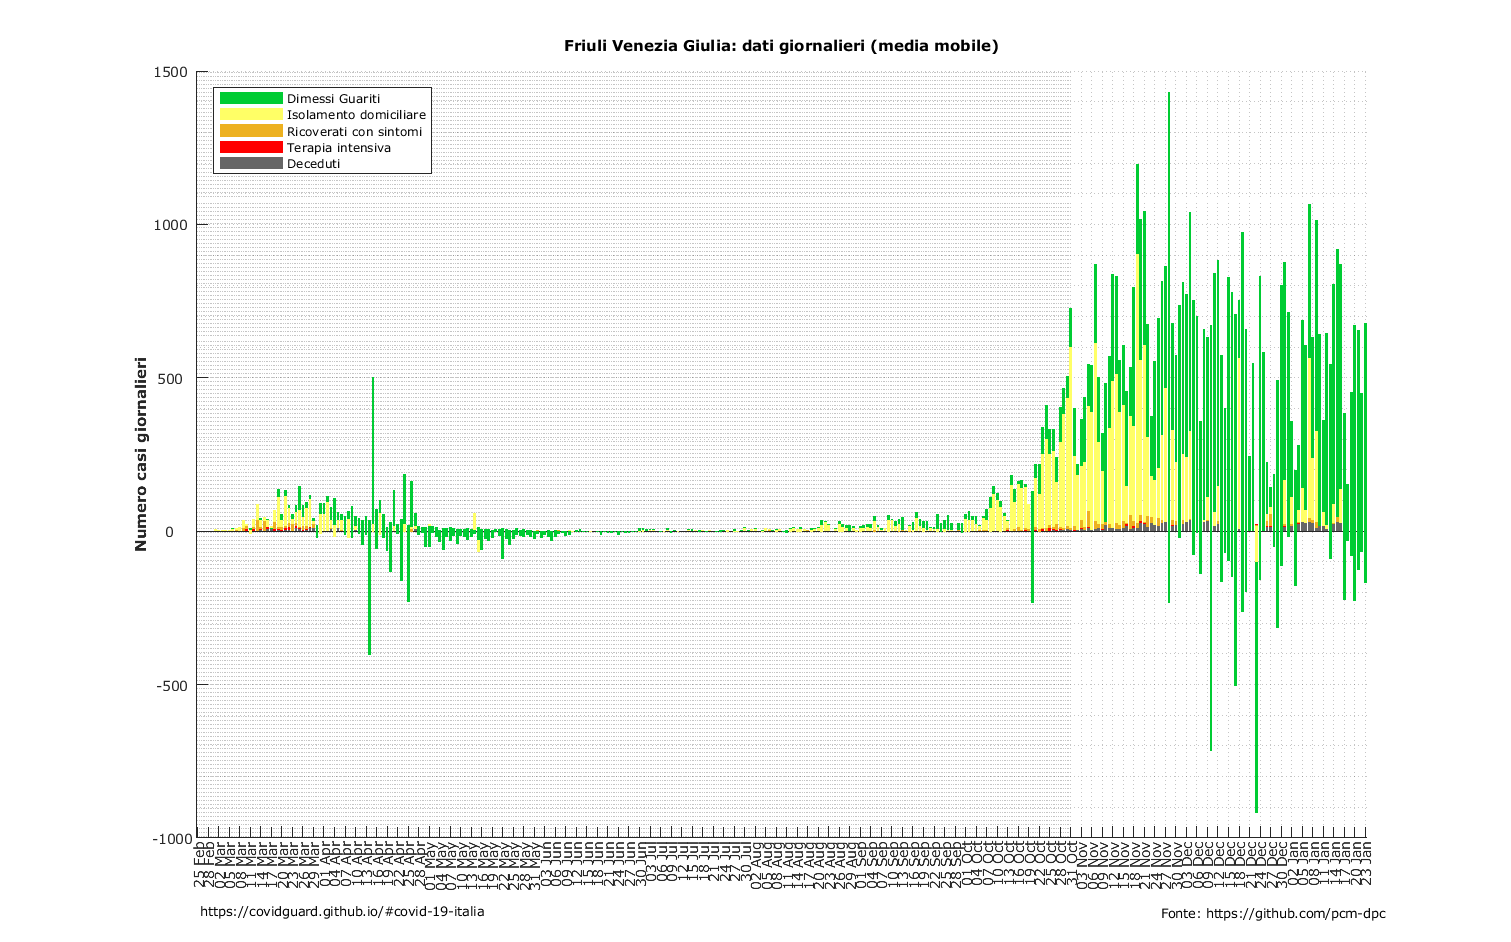 Friuli Venezia Giulia: dati giornalieri (media mobile)
Numero casi giornalieri
1500
1000
500
0
-500
-1000
Dimessi Guariti
Isolamento domiciliare
Ricoverati con sintomi
Terapia intensiva
Deceduti
25 Feb
28 Feb
02 Mar
05 Mar
08 Mar
11 Mar
14 Mar
17 Mar
20 Mar
23 Mar
26 Mar
29 Mar
01 Apr
04 Apr
07 Apr
10 Apr
13 Apr
16 Apr
19 Apr
22 Apr
25 Apr
28 Apr
01 May
04 May
07 May
10 May
13 May
16 May
19 May
22 May
25 May
28 May
31 May
03 Jun
06 Jun
09 Jun
12 Jun
15 Jun
18 Jun
21 Jun
24 Jun
27 Jun
30 Jun
03 Jul
06 Jul
09 Jul
12 Jul
15 Jul
18 Jul
21 Jul
24 Jul
27 Jul
30 Jul
02 Aug
05 Aug
08 Aug
11 Aug
14 Aug
17 Aug
20 Aug
23 Aug
26 Aug
29 Aug
01 Sep
04 Sep
07 Sep
10 Sep
13 Sep
16 Sep
19 Sep
22 Sep
25 Sep
28 Sep
01 Oct
04 Oct
07 Oct
10 Oct
13 Oct
16 Oct
19 Oct
22 Oct
25 Oct
28 Oct
31 Oct
03 Nov
06 Nov
09 Nov
12 Nov
15 Nov
18 Nov
21 Nov
24 Nov
27 Nov
30 Nov
03 Dec
06 Dec
09 Dec
12 Dec
15 Dec
18 Dec
21 Dec
24 Dec
27 Dec
30 Dec
02 Jan
05 Jan
08 Jan
11 Jan
14 Jan
17 Jan
20 Jan
23 Jan
https://covidguard.github.io/#covid-19-italia
Fonte: https://github.com/pcm-dpc